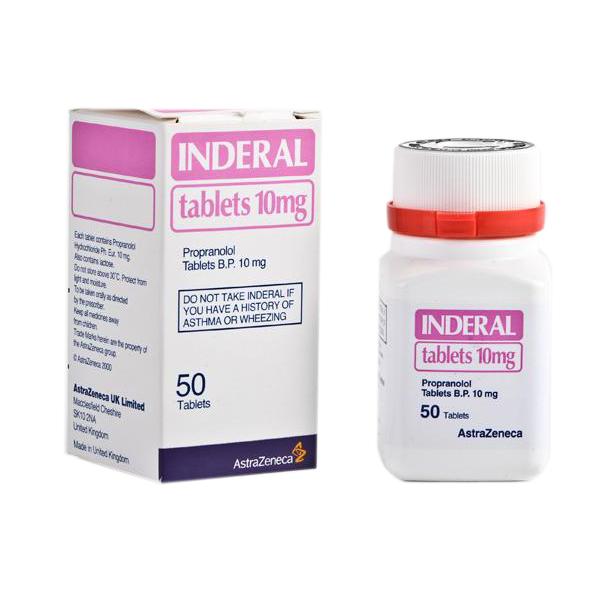 INDERAL
tablets 10mg
Propranolol
Tablets B.P. 10 mg
DO NOT TAKE INDERAL IF
YOU HAVE A HISTORY OF
ASTHMA OR WHEEZING
50
Tablets
AstraZeneca
Each tablet contains Propranolol
Hydrochloride Ph. Eur. 10 mg.
Also contains lactose.
Do not store above 30°C. Protect from
light and moisture.
To be taken orally as directed
by the prescriber.
Keep all medicines away
from children.
Trade Marks herein are the property of
the AstraZeneca group.
© AstraZeneca 2000
AstraZeneca UK Limited
Macclesfield Cheshire
SK10 2NA
United Kingdom
Made in United Kingdom
INDERAL
tablets 10mg
Propranolol
Tablets B.P. 10 mg
50 Tablets
AstraZeneca